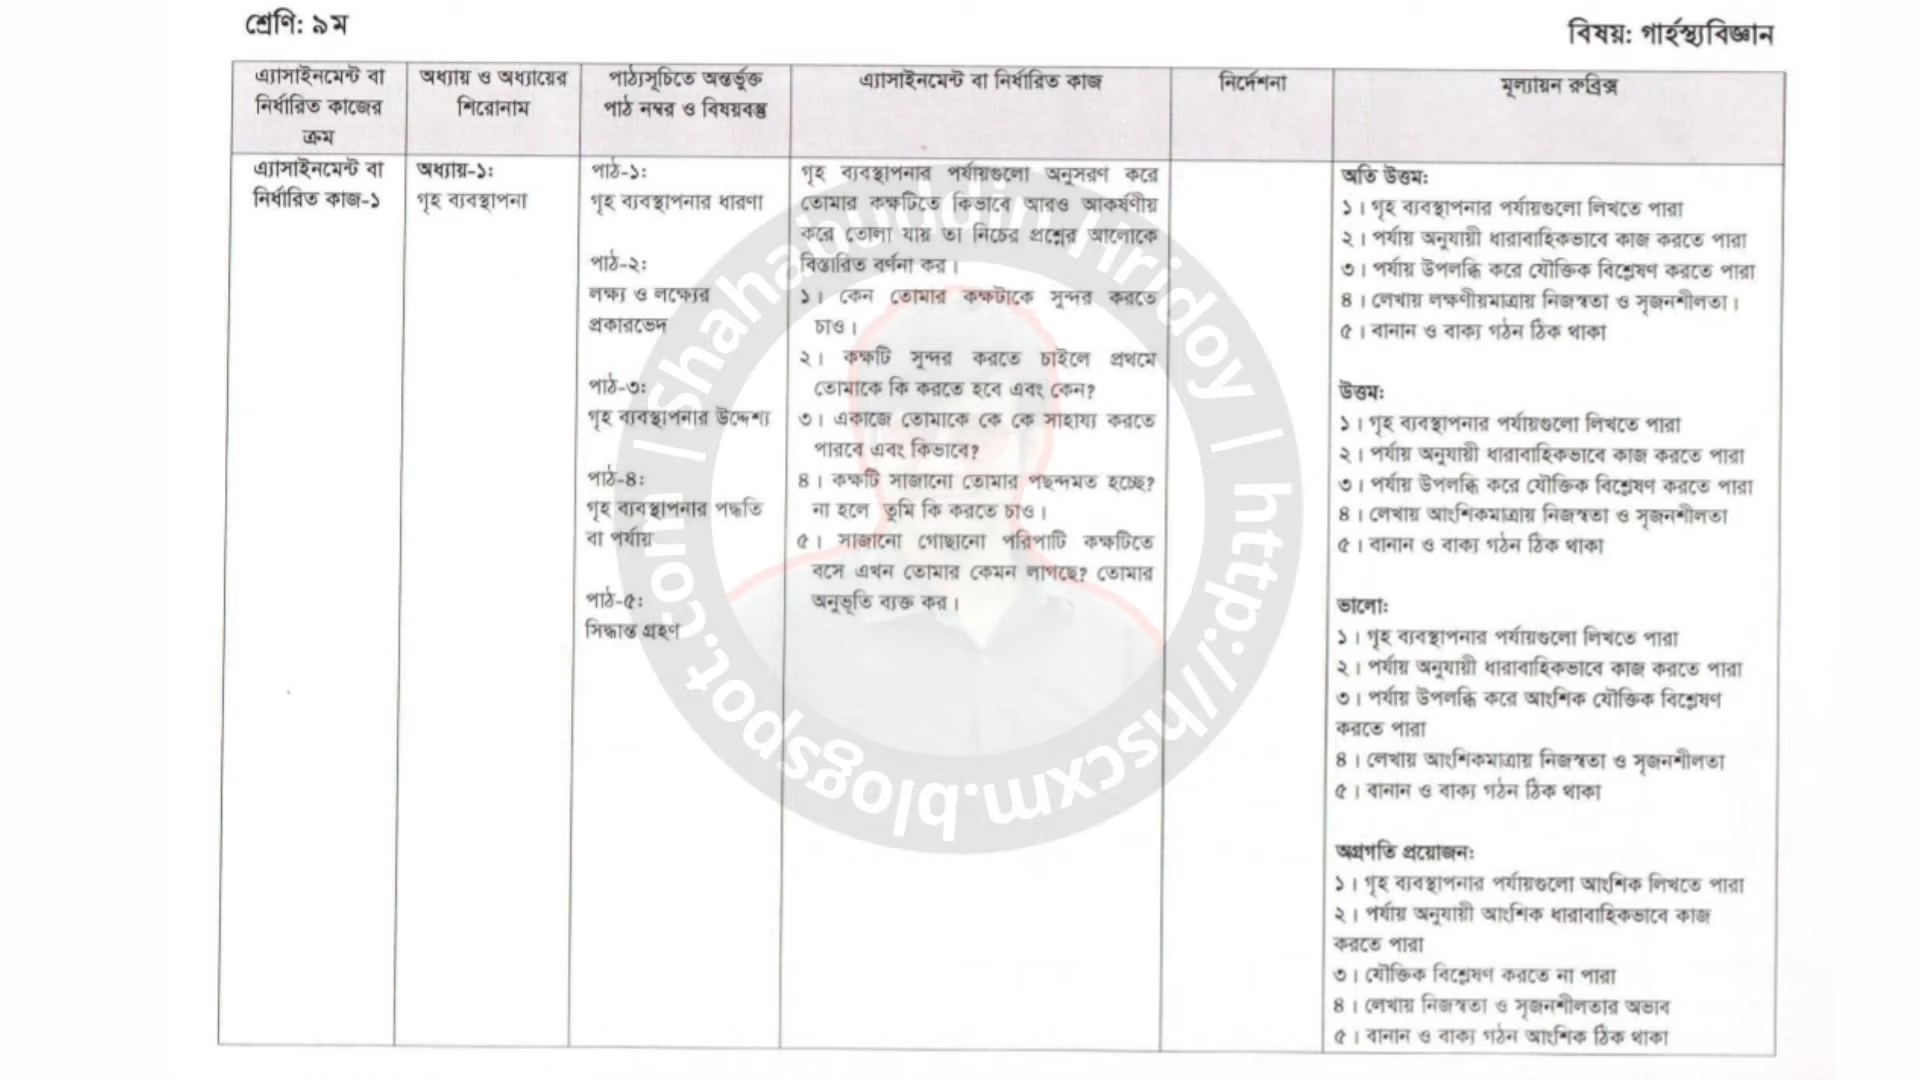 শ্রেণি: ৯ম
বিষয়: গার্হস্থ্যবিজ্ঞান
এ্যাসাইনমেন্ট বা
নির্ধারিত কাজের
ক্রম
অধ্যায় ও অধ্যায়ের
শিরোনাম
পাঠ্যসূচিতে অন্তর্ভুক্ত
পাঠ নম্বর ও বিষয়বস্তু
এ্যাসাইনমেন্ট বা নির্ধারিত কাজ
নির্দেশনা
মূল্যায়ন রুব্রিক্স
এ্যাসাইনমেন্ট বা
নির্ধারিত কাজ-১
অধ্যায়-১:
গৃহ ব্যবস্থাপনা
পাঠ-১:
গৃহ ব্যবস্থাপনার ধারণা
পাঠ-২:
লক্ষ্য ও লক্ষ্যের
প্রকারভেদ
পাঠ-৩:
গৃহ ব্যবস্থাপনার উদ্দেশ্য
পাঠ-৪:
গৃহ ব্যবস্থাপনার পদ্ধতি
বা পর্যায়
পাঠ-৫:
সিদ্ধান্ত গ্রহণ
গৃহ ব্যবস্থাপনার পর্যায়গুলো অনুসরণ করে
তোমার কক্ষটিতে কিভাবে আরও আকর্ষণীয়
করে তোলা যায় তা নিচের প্রশ্নের আলোকে
বিস্তারিত বর্ণনা কর।
১। কেন তোমার কক্ষটাকে সুন্দর করতে
চাও।
২। কক্ষটি সুন্দর করতে চাইলে প্রথমে
তোমাকে কি করতে হবে এবং কেন?
৩। একাজে তোমাকে কে কে সাহায্য করতে
পারবে এবং কিভাবে?
৪। কক্ষটি সাজানো তোমার পছন্দমত হচ্ছে?
না হলে তুমি কি করতে চাও।
৫। সাজানো গোছানো পরিপাটি কক্ষটিতে
বসে এখন তোমার কেমন লাগছে? তোমার
অনুভূতি ব্যক্ত কর।
অতি উত্তম:
১। গৃহ ব্যবস্থাপনার পর্যায়গুলো লিখতে পারা
২। পর্যায় অনুযায়ী ধারাবাহিকভাবে কাজ করতে পারা
৩। পর্যায় উপলব্ধি করে যৌক্তিক বিশ্লেষণ করতে পারা
৪। লেখায় লক্ষণীয়মাত্রায় নিজস্বতা ও সৃজনশীলতা।
৫। বানান ও বাক্য গঠন ঠিক থাকা
উত্তম:
১। গৃহ ব্যবস্থাপনার পর্যায়গুলো লিখতে পারা
২। পর্যায় অনুযায়ী ধারাবাহিকভাবে কাজ করতে পারা
৩। পর্যায় উপলব্ধি করে যৌক্তিক বিশ্লেষণ করতে পারা
৪। লেখায় আংশিকমাত্রায় নিজস্বতা ও সৃজনশীলতা
৫। বানান ও বাক্য গঠন ঠিক থাকা
ভালো:
১। গৃহ ব্যবস্থাপনার পর্যায়গুলো লিখতে পারা
২। পর্যায় অনুযায়ী ধারাবাহিকভাবে কাজ করতে পারা
৩। পর্যায় উপলব্ধি করে আংশিক যৌক্তিক বিশ্লেষণ
করতে পারা
৪। লেখায় আংশিকমাত্রায় নিজস্বতা ও সৃজনশীলতা
৫। বানান ও বাক্য গঠন ঠিক থাকা
অগ্রগতি প্রয়োজন:
১। গৃহ ব্যবস্থাপনার পর্যায়গুলো আংশিক লিখতে পারা
২। পর্যায় অনুযায়ী আংশিক ধারাবাহিকভাবে কাজ
করতে পারা
৩। যৌক্তিক বিশ্লেষণ করতে না পারা
৪। লেখায় নিজস্বতা ও সৃজনশীলতার অভাব
৫। বানান ও বাক্য গঠন আংশিক ঠিক থাকা
|shahabuddin Hridoy| http://hscxm.blogspot.com